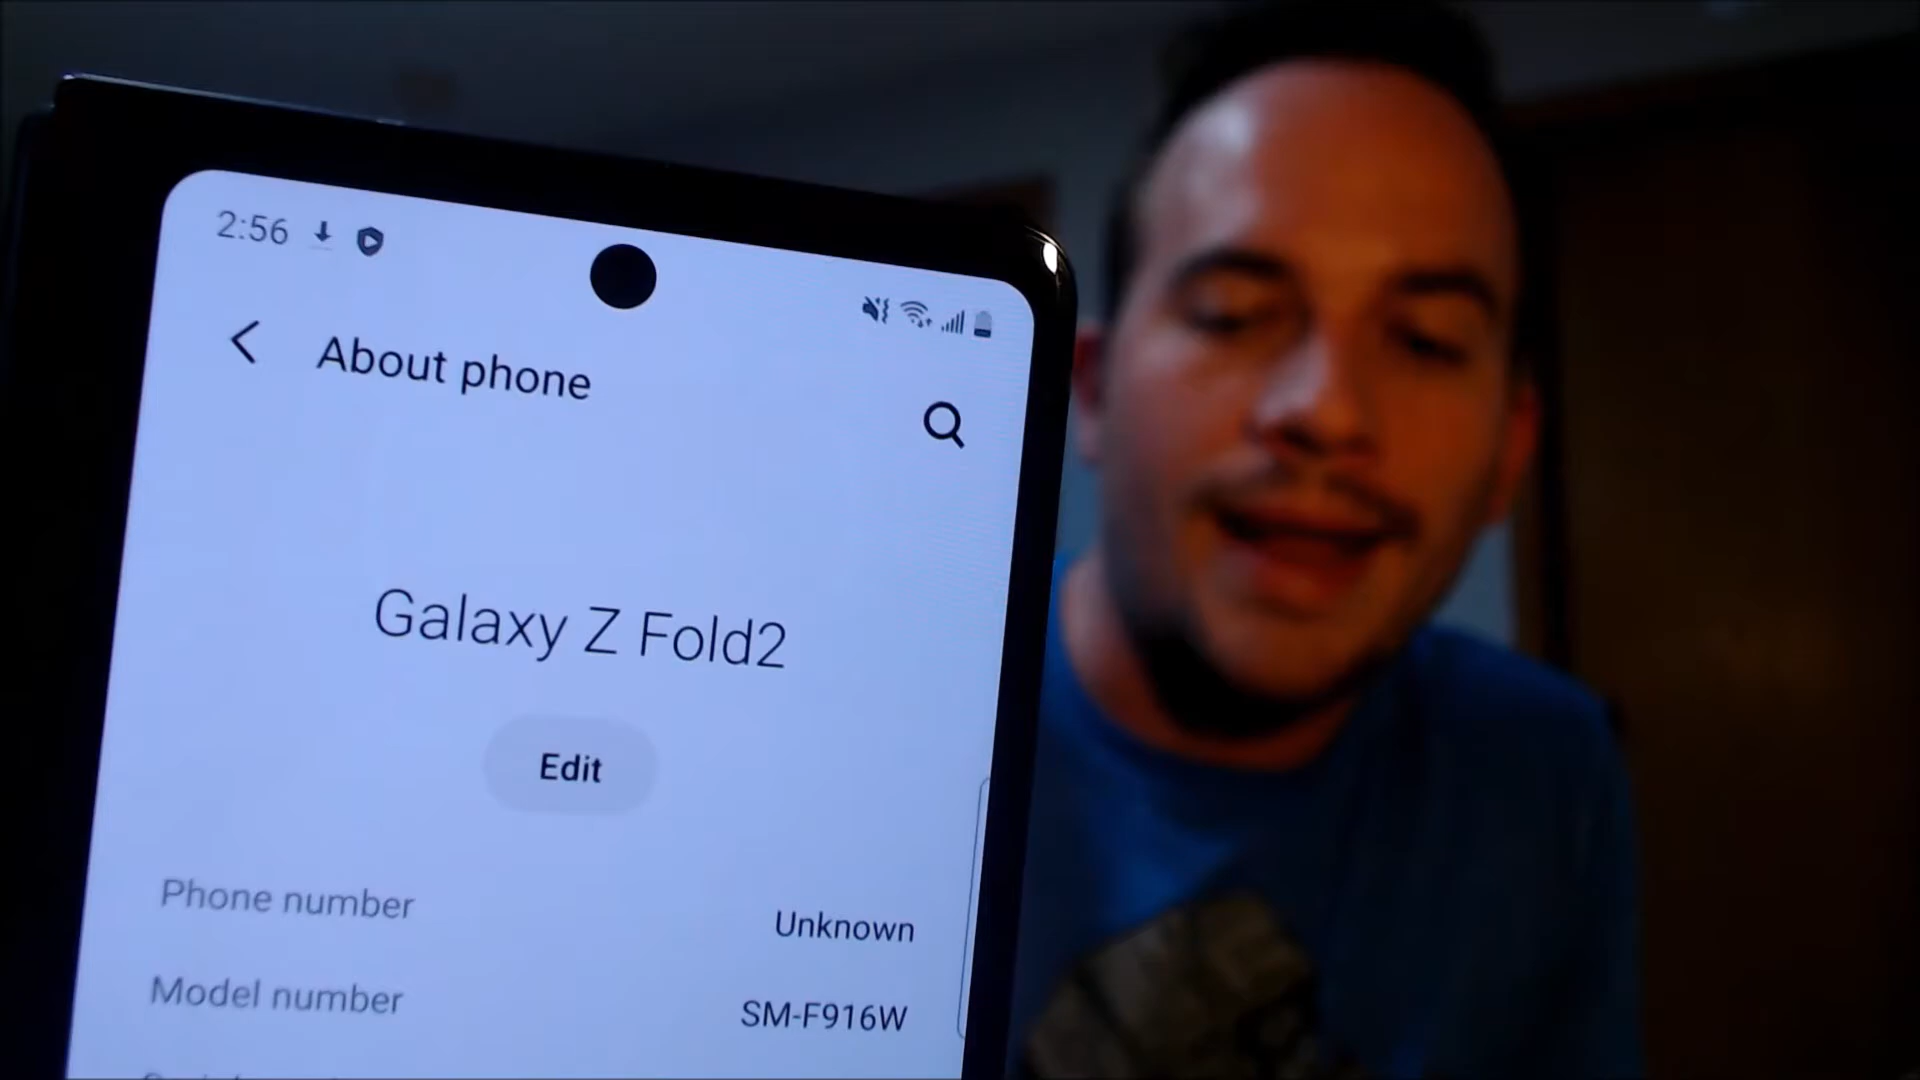 2:56
About phone
Galaxy Z Fold2
Edit
Phone number
Unknown
Model number
SM-F916W